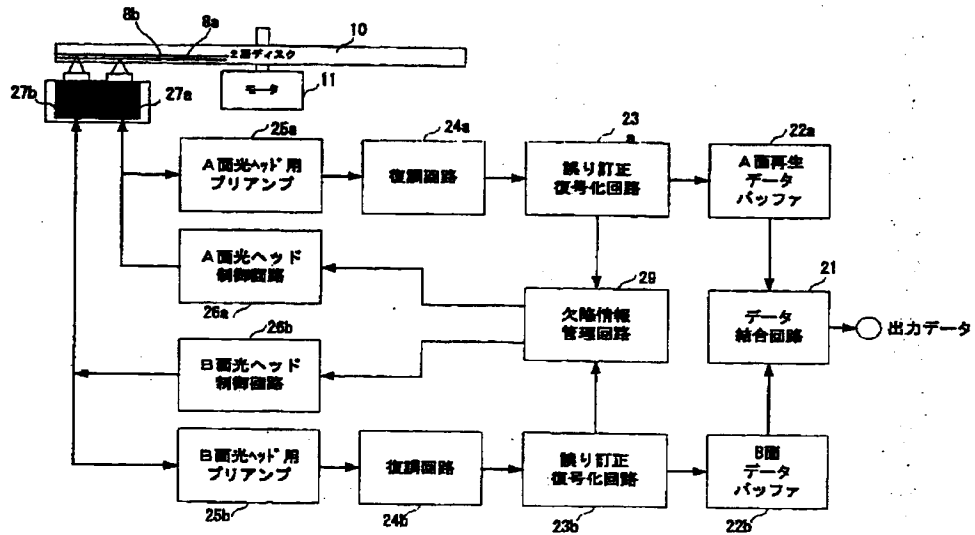 8b
8a
10
2層ディスク
モータ
11
27b
27a
25a
A面光ヘッド用
プリアンプ
24a
復調回路
23
a
誤り訂正
復号化回路
22a
A面再生
データ
バッファ
A面光ヘッド
制御回路
26a
29
欠陥情報
管理回路
21
データ
結合回路
出力データ
26b
B面光ヘッド
制御回路
B面光ヘッド用
プリアンプ
25b
復調回路
24b
誤り訂正
復号化回路
23b
B面
データ
バッファ
22b